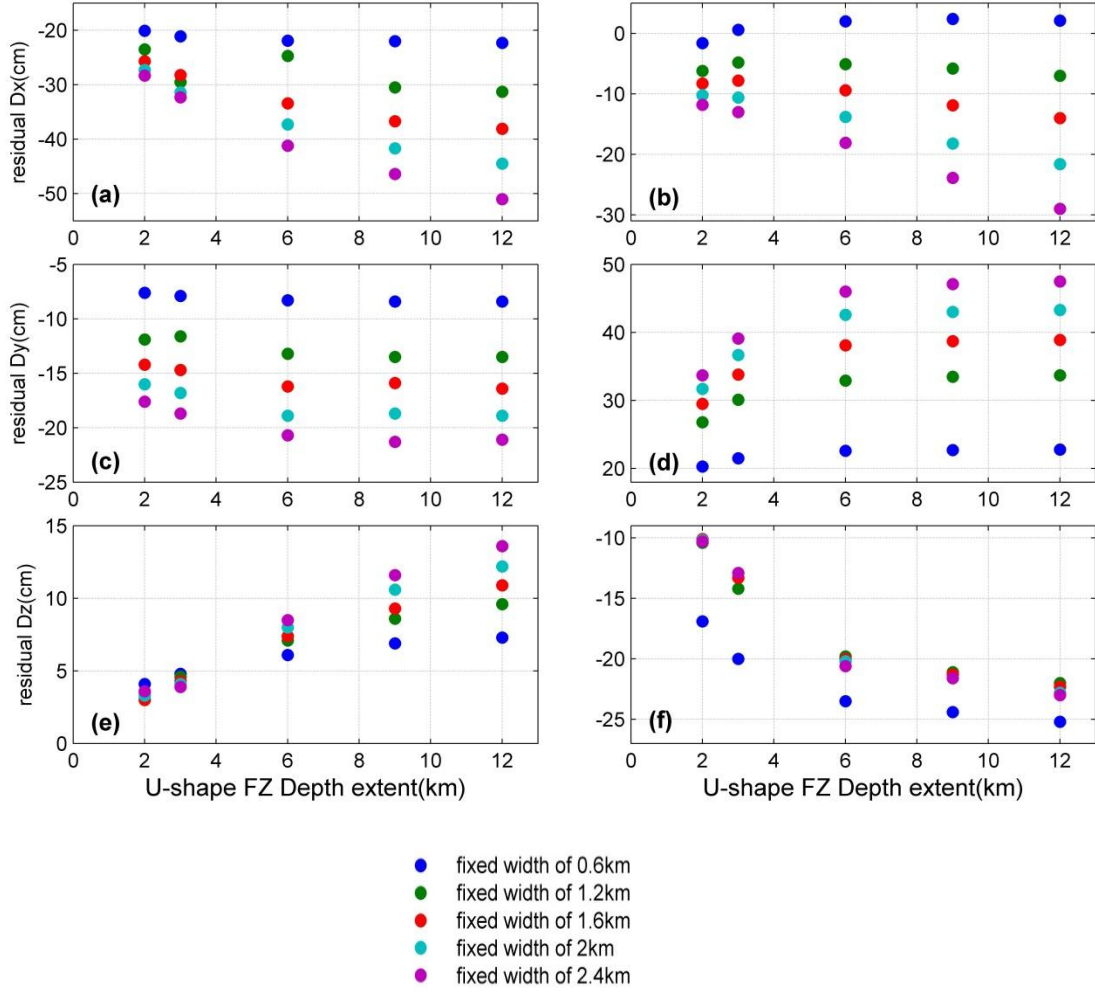 -20
-30
-40
-50
residual Dx(cm)
(a)
0 2 4 6 8 10 12
0
-10
-20
-30
(b)
0 2 4 6 8 10 12
-5
-10
-15
-20
-25
residual Dy(cm)
(c)
0 2 4 6 8 10 12
50
40
30
20
(d)
0 2 4 6 8 10 12
15
10
5
0
residual Dz(cm)
(e)
0 2 4 6 8 10 12
U-shape FZ Depth extent(km)
-10
-15
-20
-25
(f)
0 2 4 6 8 10 12
U-shape FZ Depth extent(km)
fixed width of 0.6km
fixed width of 1.2km
fixed width of 1.6km
fixed width of 2km
fixed width of 2.4km